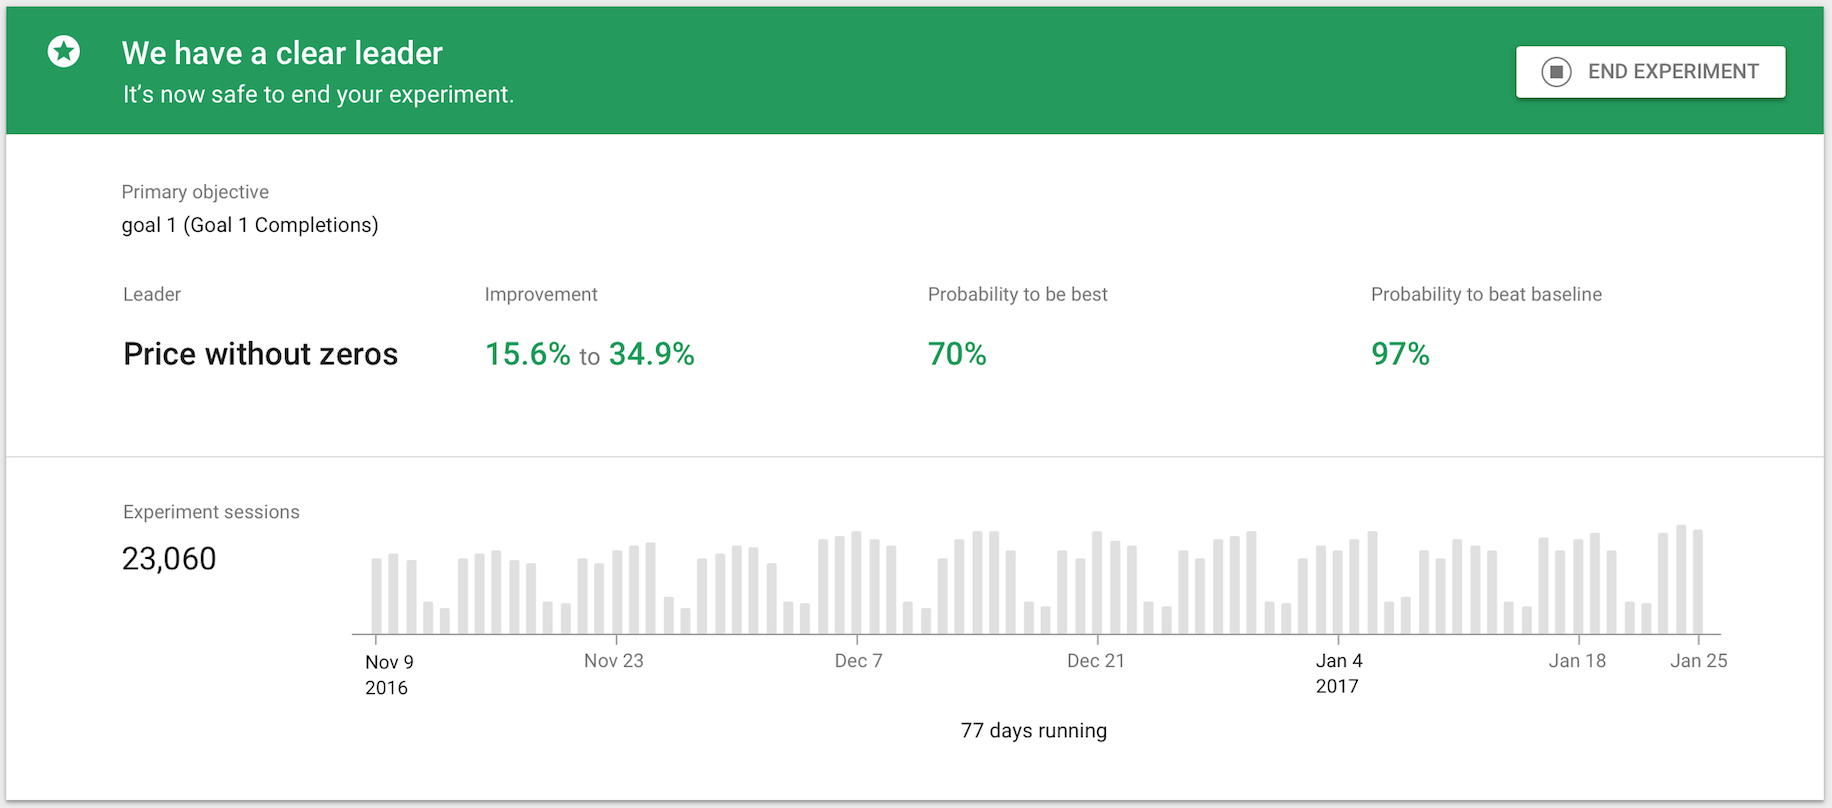 We have a clear leader
It’s now safe to end your experiment.
END EXPERIMENT
Primary objective
goal 1 (Goal 1 Completions)
Leader
Price without zeros
Improvement
15.6% to 34.9%
Probability to be best
70%
Probability to beat baseline
97%
Experiment sessions
23,060
Nov 9
2016
Nov 23
Dec 7
Dec 21
Jan 4
2017
Jan 18
Jan 25
77 days running